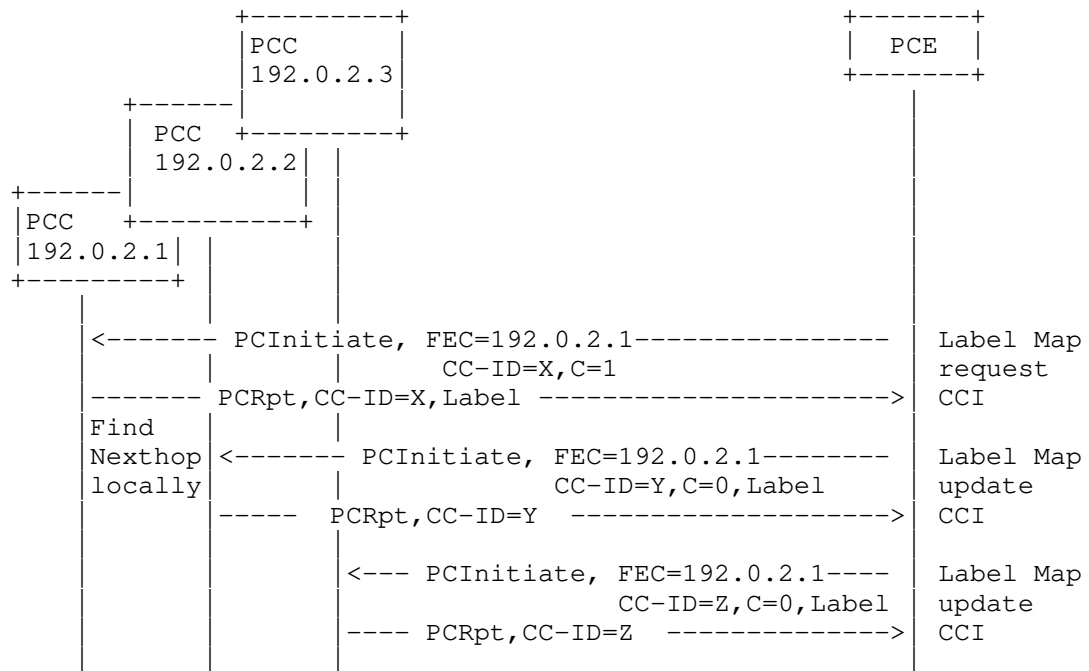 PCC
192.0.2.3
PCE
PCC
192.0.2.2
PCC
192.0.2.1
<------- PCInitiate, FEC=192.0.2.1---------------- Label Map
CC-ID=X,C=1 request
------- PCRpt,CC-ID=X,Label ----------------------> CCI
Find
Nexthop <------- PCInitiate, FEC=192.0.2.1-------- Label Map
locally CC-ID=Y,C=0,Label update
----- PCRpt,CC-ID=Y --------------------> CCI
<--- PCInitiate, FEC=192.0.2.1---- Label Map
CC-ID=Z,C=0,Label update
---- PCRpt,CC-ID=Z --------------> CCI